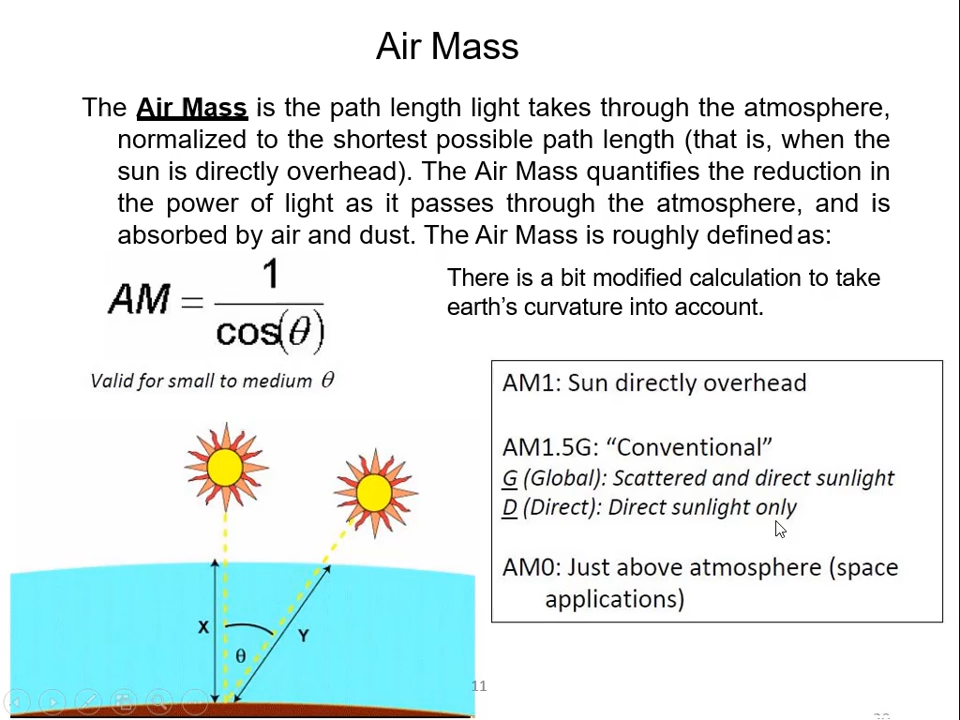 Air Mass
The Air Mass is the path length light takes through the atmosphere,
normalized to the shortest possible path length (that is, when the
sun is directly overhead). The Air Mass quantifies the reduction in
the power of light as it passes through the atmosphere, and is
absorbed by air and dust. The Air Mass is roughly defined as:
AM = 1 / cos(θ)
Valid for small to medium θ
There is a bit modified calculation to take
earth's curvature into account.
AM1: Sun directly overhead
AM1.5G: “Conventional”
G (Global): Scattered and direct sunlight
D (Direct): Direct sunlight only
AM0: Just above atmosphere (space
applications)
X
Y
θ
11